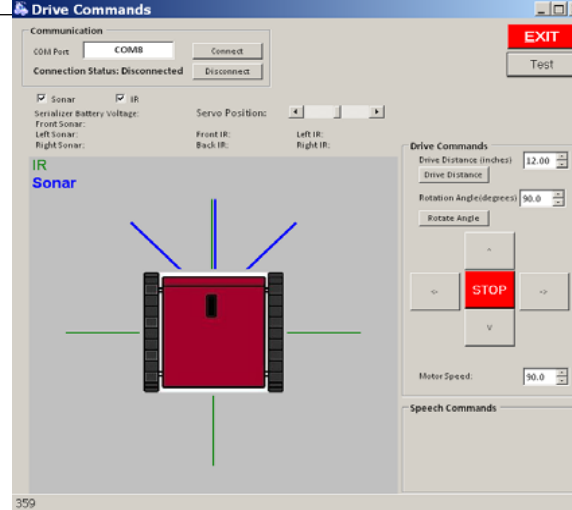 Drive Commands
Communication
COM Port COM8 Connect
Connection Status: Disconnected Disconnect
EXIT
Test
Sonar IR
Serializer Battery Voltage: Servo Position:
Front Sonar:
Left Sonar: Front IR: Left IR:
Right Sonar: Back IR: Right IR:
IR
Sonar
Drive Commands
Drive Distance (inches) 12.00
Drive Distance
Rotation Angle(degrees) 90.0
Rotate Angle
^
<- STOP ->
v
Motor Speed: 90.0
Speech Commands
359